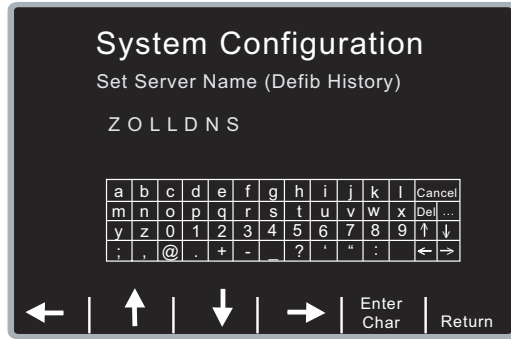 System Configuration
Set Server Name (Defib History)
Z O L L D N S
a b c d e f g h i j k l Cancel
m n o p q r s t u v w x Del ...
y z 0 1 2 3 4 5 6 7 8 9 ↑ ↓
; , @ . + - _ ? ‘ “ : ← →
← ↑ ↓ → Enter Char Return